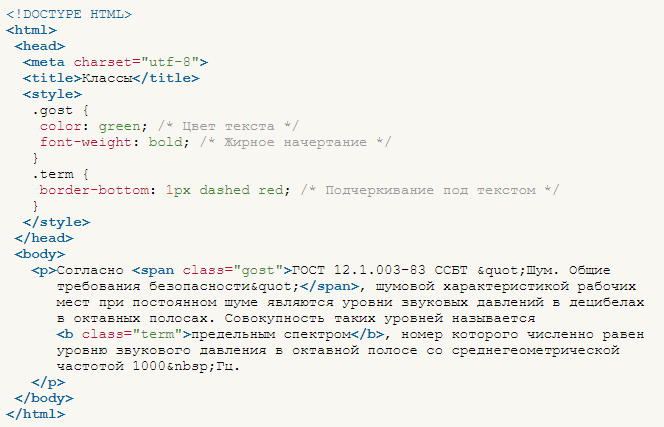 <!DOCTYPE HTML>
<html>
<head>
<meta charset="utf-8">
<title>Классы</title>
<style>
.gost {
color: green; /* Цвет текста */
font-weight: bold; /* Жирное начертание */
}
.term {
border-bottom: 1px dashed red; /* Подчеркивание под текстом */
}
</style>
</head>
<body>
<p>Согласно <span class="gost">ГОСТ 12.1.003-83 ССБТ &quot;Шум. Общие
требования безопасности&quot;</span>, шумовой характеристикой рабочих
мест при постоянном шуме являются уровни звуковых давлений в децибелах
в октавных полосах. Совокупность таких уровней называется
<b class="term">предельным спектром</b>, номер которого численно равен
уровню звукового давления в октавной полосе со среднегеометрической
частотой 1000&nbsp;Гц.
</p>
</body>
</html>